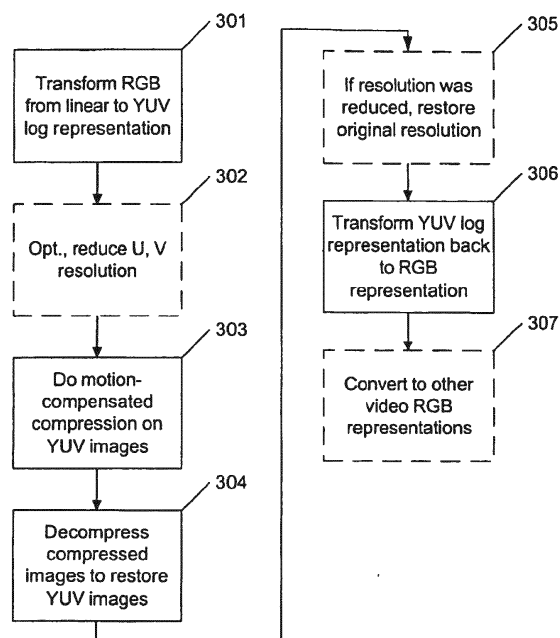 301
Transform RGB
from linear to YUV
log representation
302
Opt., reduce U, V
resolution
303
Do motion-
compensated
compression on
YUV images
304
Decompress
compressed
images to restore
YUV images
305
If resolution was
reduced, restore
original resolution
306
Transform YUV log
representation back
to RGB
representation
307
Convert to other
video RGB
representations